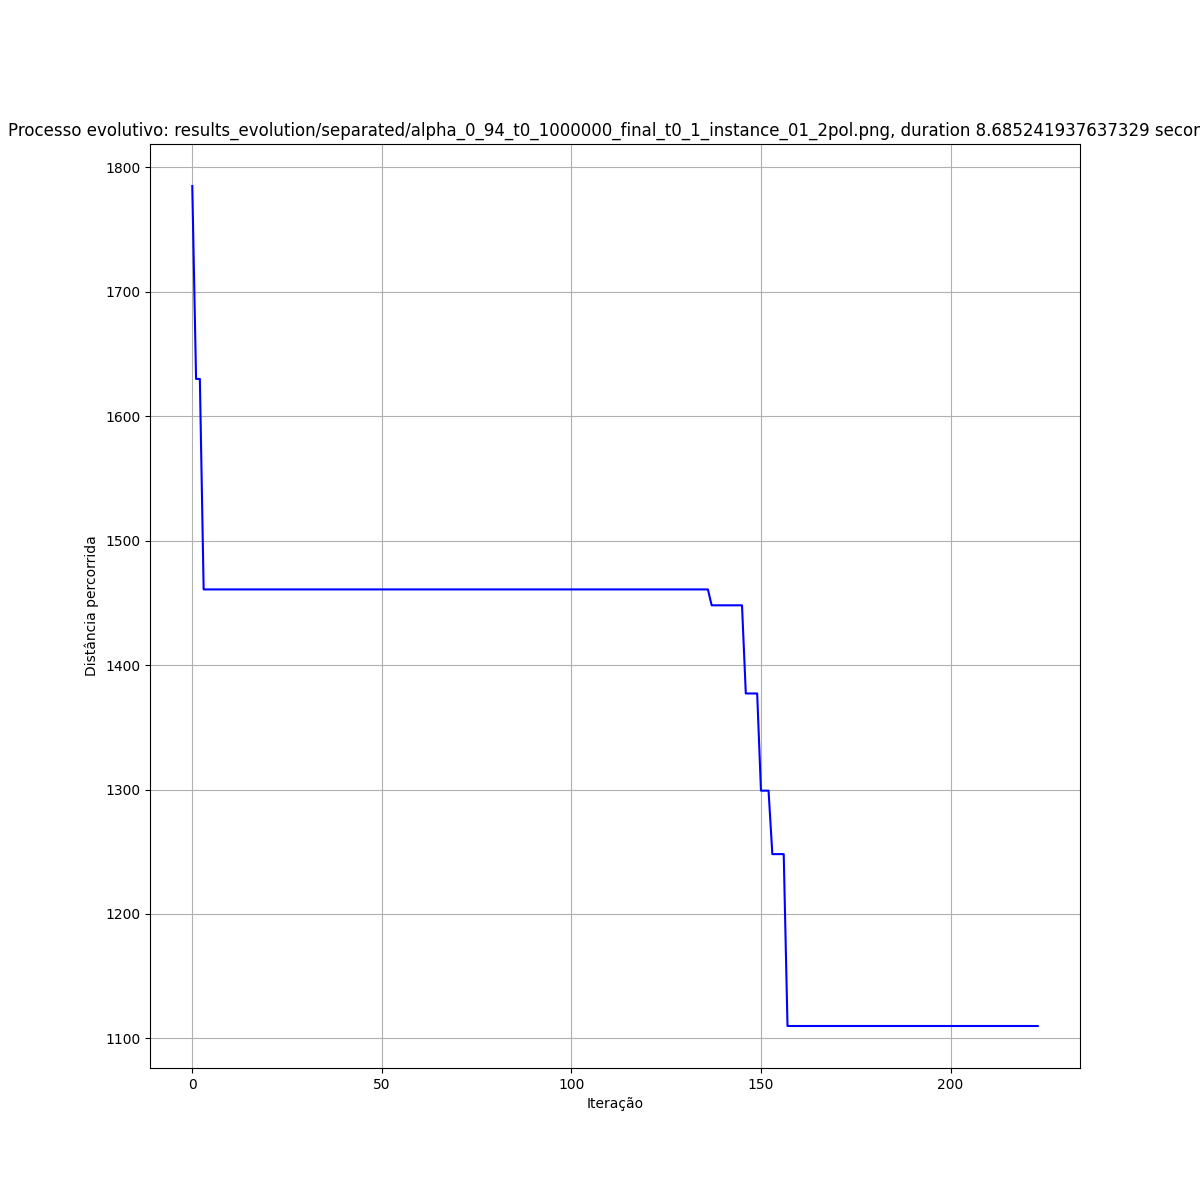 Processo evolutivo: results_evolution/separated/alpha_0_94_t0_1000000_final_t0_1_instance_01_2pol.png, duration 8.685241937637329 secor
1800
1700
1600
1500
1400
1300
1200
1100
Distância percorrida
0 50 100 150 200
Iteração